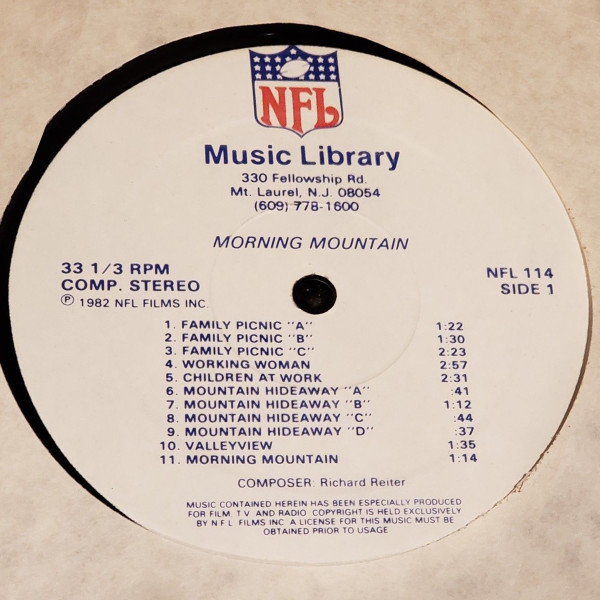 NFL
Music Library
330 Fellowship Rd.
Mt. Laurel, N.J. 08054
(609) 778-1600
MORNING MOUNTAIN
33 1/3 RPM
COMP. STEREO
Ⓟ 1982 NFL FILMS INC.
NFL 114
SIDE 1
1. FAMILY PICNIC "A" 1:22
2. FAMILY PICNIC "B" 1:30
3. FAMILY PICNIC "C" 2:23
4. WORKING WOMAN 2:57
5. CHILDREN AT WORK 2:31
6. MOUNTAIN HIDEAWAY "A" :41
7. MOUNTAIN HIDEAWAY "B" 1:12
8. MOUNTAIN HIDEAWAY "C" :44
9. MOUNTAIN HIDEAWAY "D" :37
10. VALLEYVIEW 1:35
11. MORNING MOUNTAIN 1:14
COMPOSER: Richard Reiter
MUSIC CONTAINED HEREIN HAS BEEN ESPECIALLY PRODUCED
FOR FILM, T.V. AND RADIO. COPYRIGHT IS HELD EXCLUSIVELY
BY N.F.L. FILMS INC. A LICENSE FOR THIS MUSIC MUST BE
OBTAINED PRIOR TO USAGE.